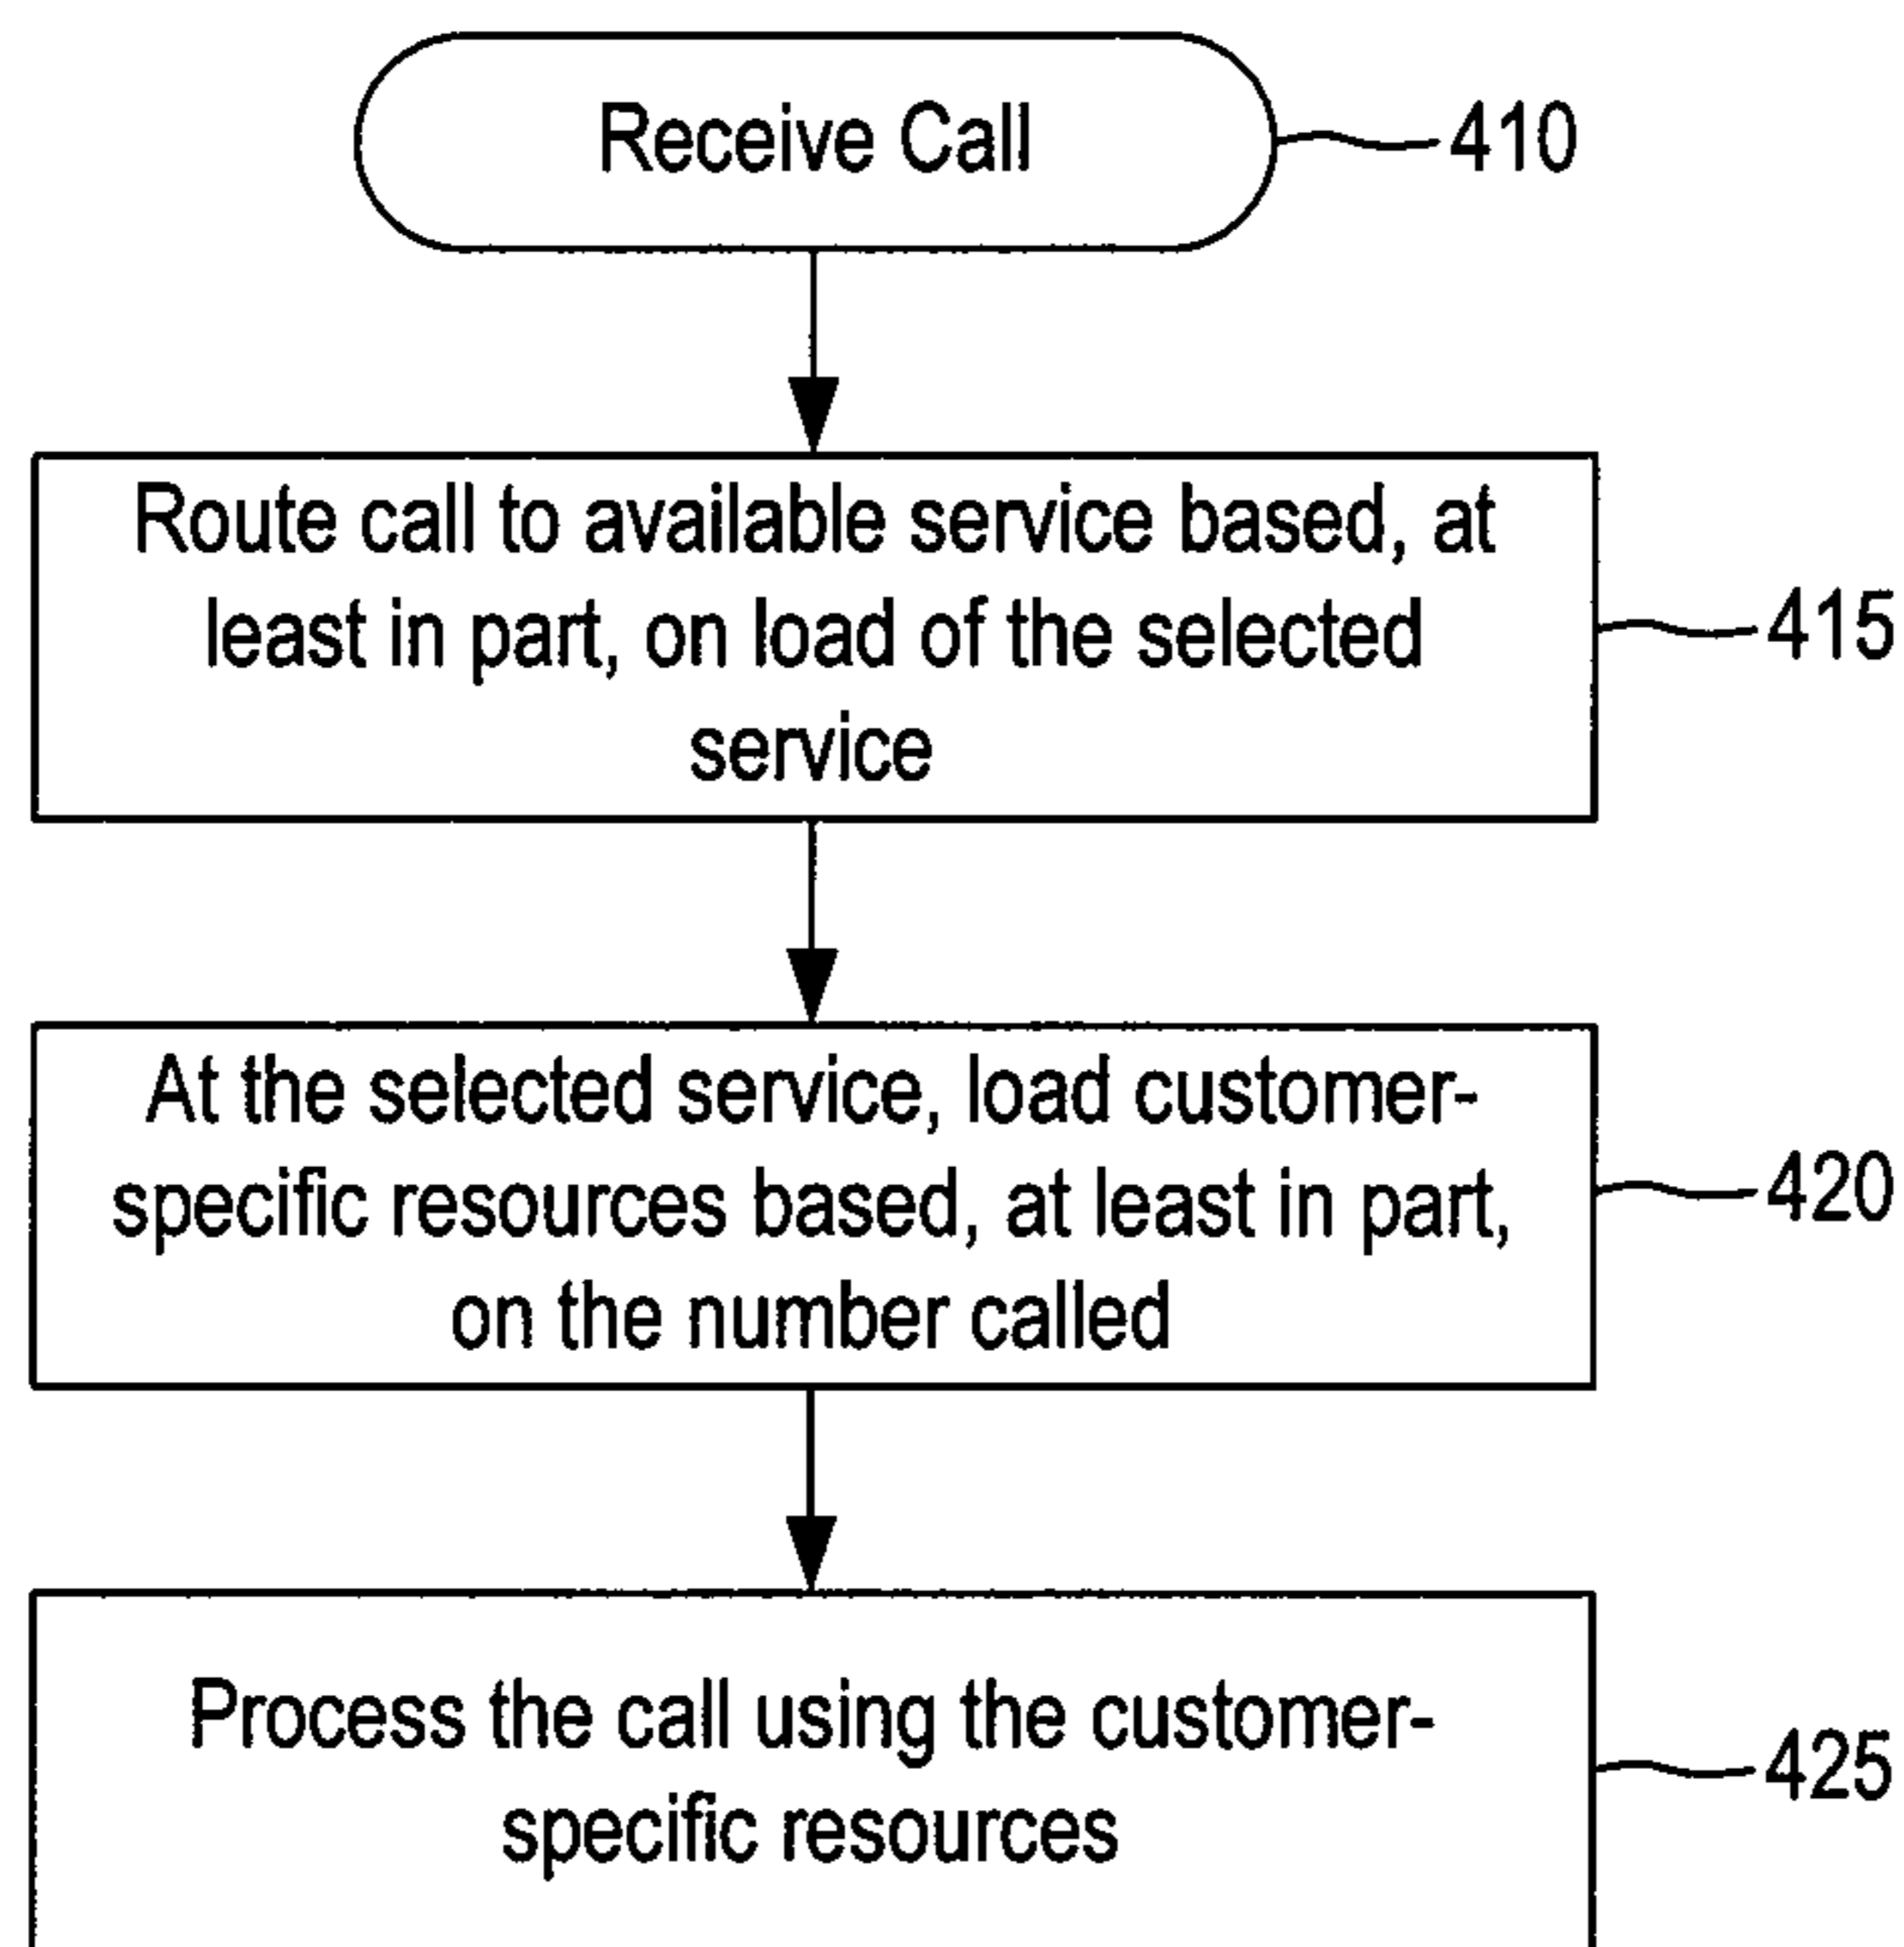 Receive Call
410
Route call to available service based, at
least in part, on load of the selected
service
415
At the selected service, load customer-
specific resources based, at least in part,
on the number called
420
Process the call using the customer-
specific resources
425